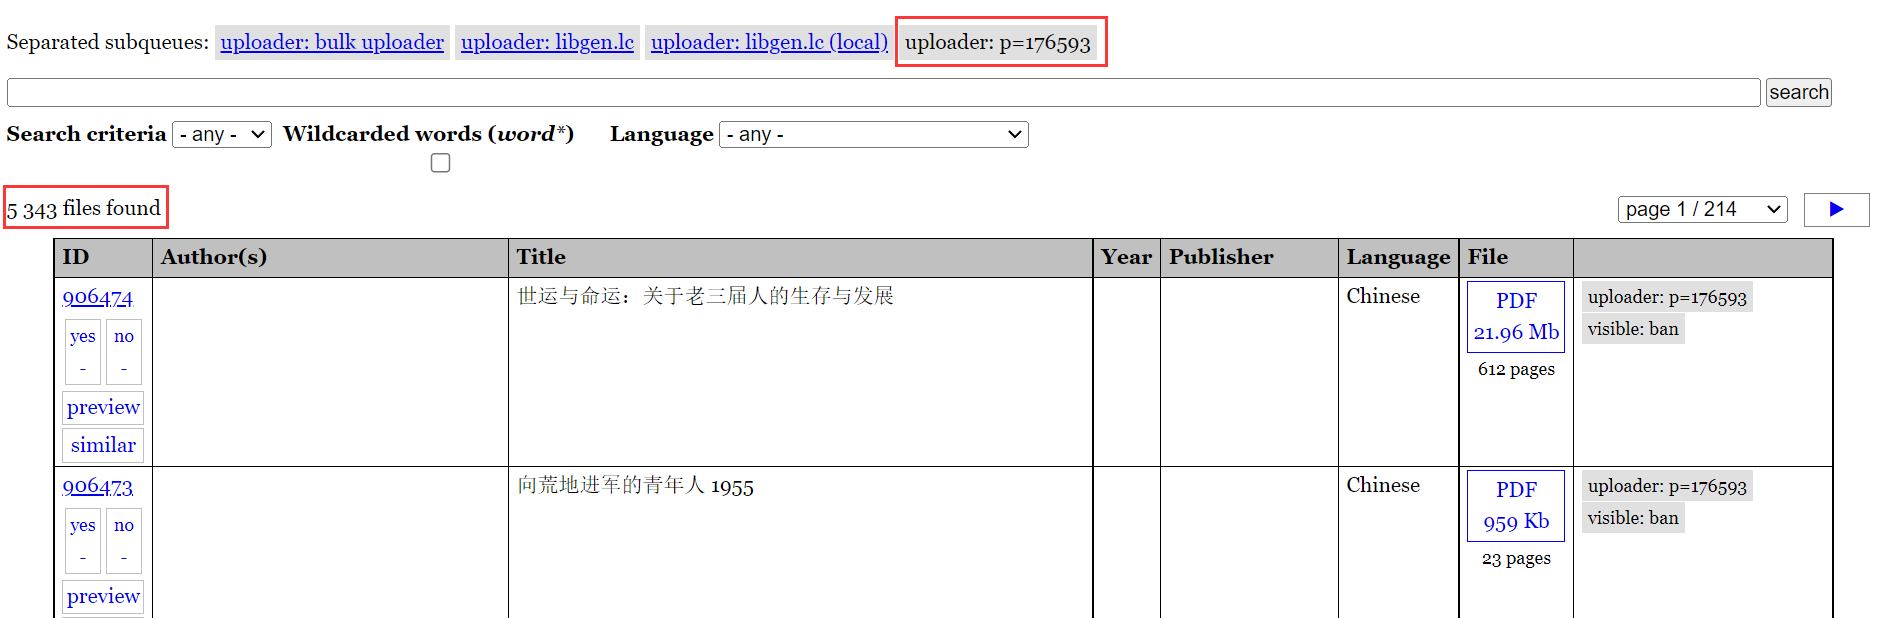 Separated subqueues: uploader: bulk uploader uploader: libgen.lc uploader: libgen.lc (local) uploader: p=176593
search
Search criteria - any - Wildcarded words (word*) Language - any -
5 343 files found page 1 / 214
ID Author(s) Title Year Publisher Language File
906474 世运与命运：关于老三届人的生存与发展 Chinese PDF uploader: p=176593
yes no 21.96 Mb visible: ban
- - 612 pages
preview
similar
906473 向荒地进军的青年人 1955 Chinese PDF uploader: p=176593
yes no 959 Kb visible: ban
- - 23 pages
preview